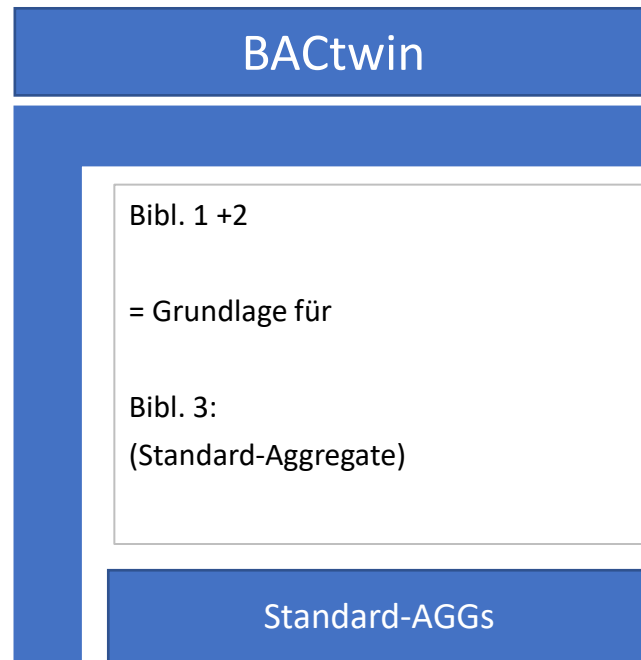 BACtwin
Bibl. 1 +2
= Grundlage für
Bibl. 3:
(Standard-Aggregate)
Standard-AGGs